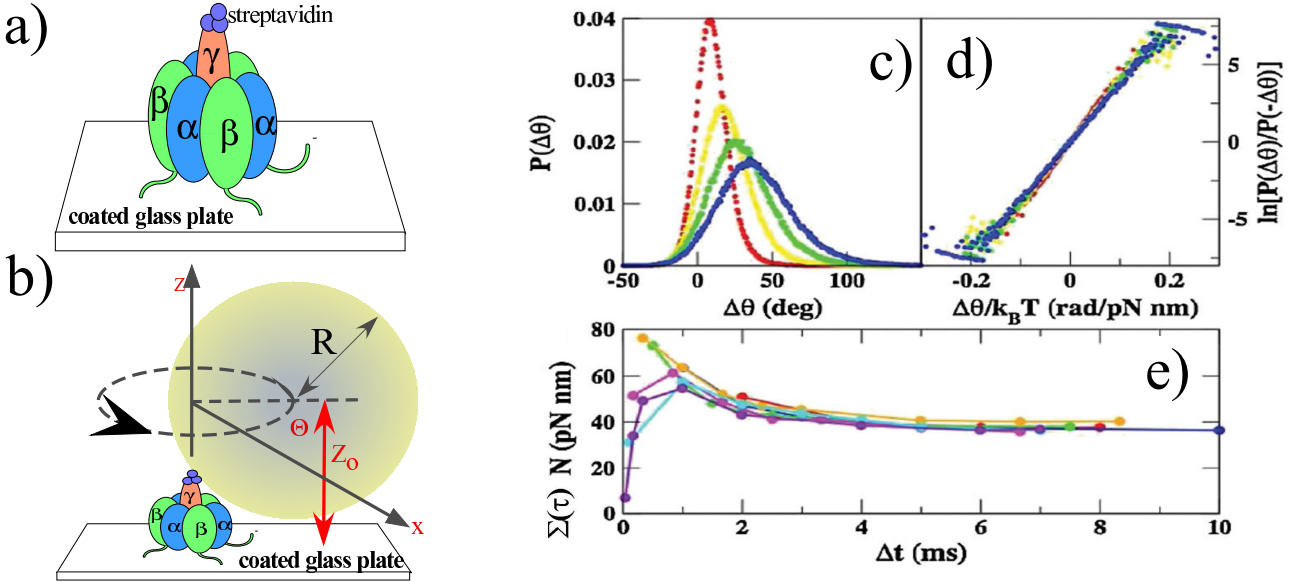 a)
streptavidin
γ
β
α
β
α
coated glass plate
b)
z
R
Θ
Z₀
x
γ
β
α
β
α
coated glass plate
c)
P(Δθ)
0.04
0.03
0.02
0.01
0
-50
0
50
100
Δθ (deg)
d)
ln[P(Δθ)/P(-Δθ)]
5
0
-5
-0.2
0
0.2
Δθ/k_BT (rad/pN nm)
e)
Σ(τ) N (pN nm)
80
60
40
20
0
0
2
4
6
8
10
Δt (ms)